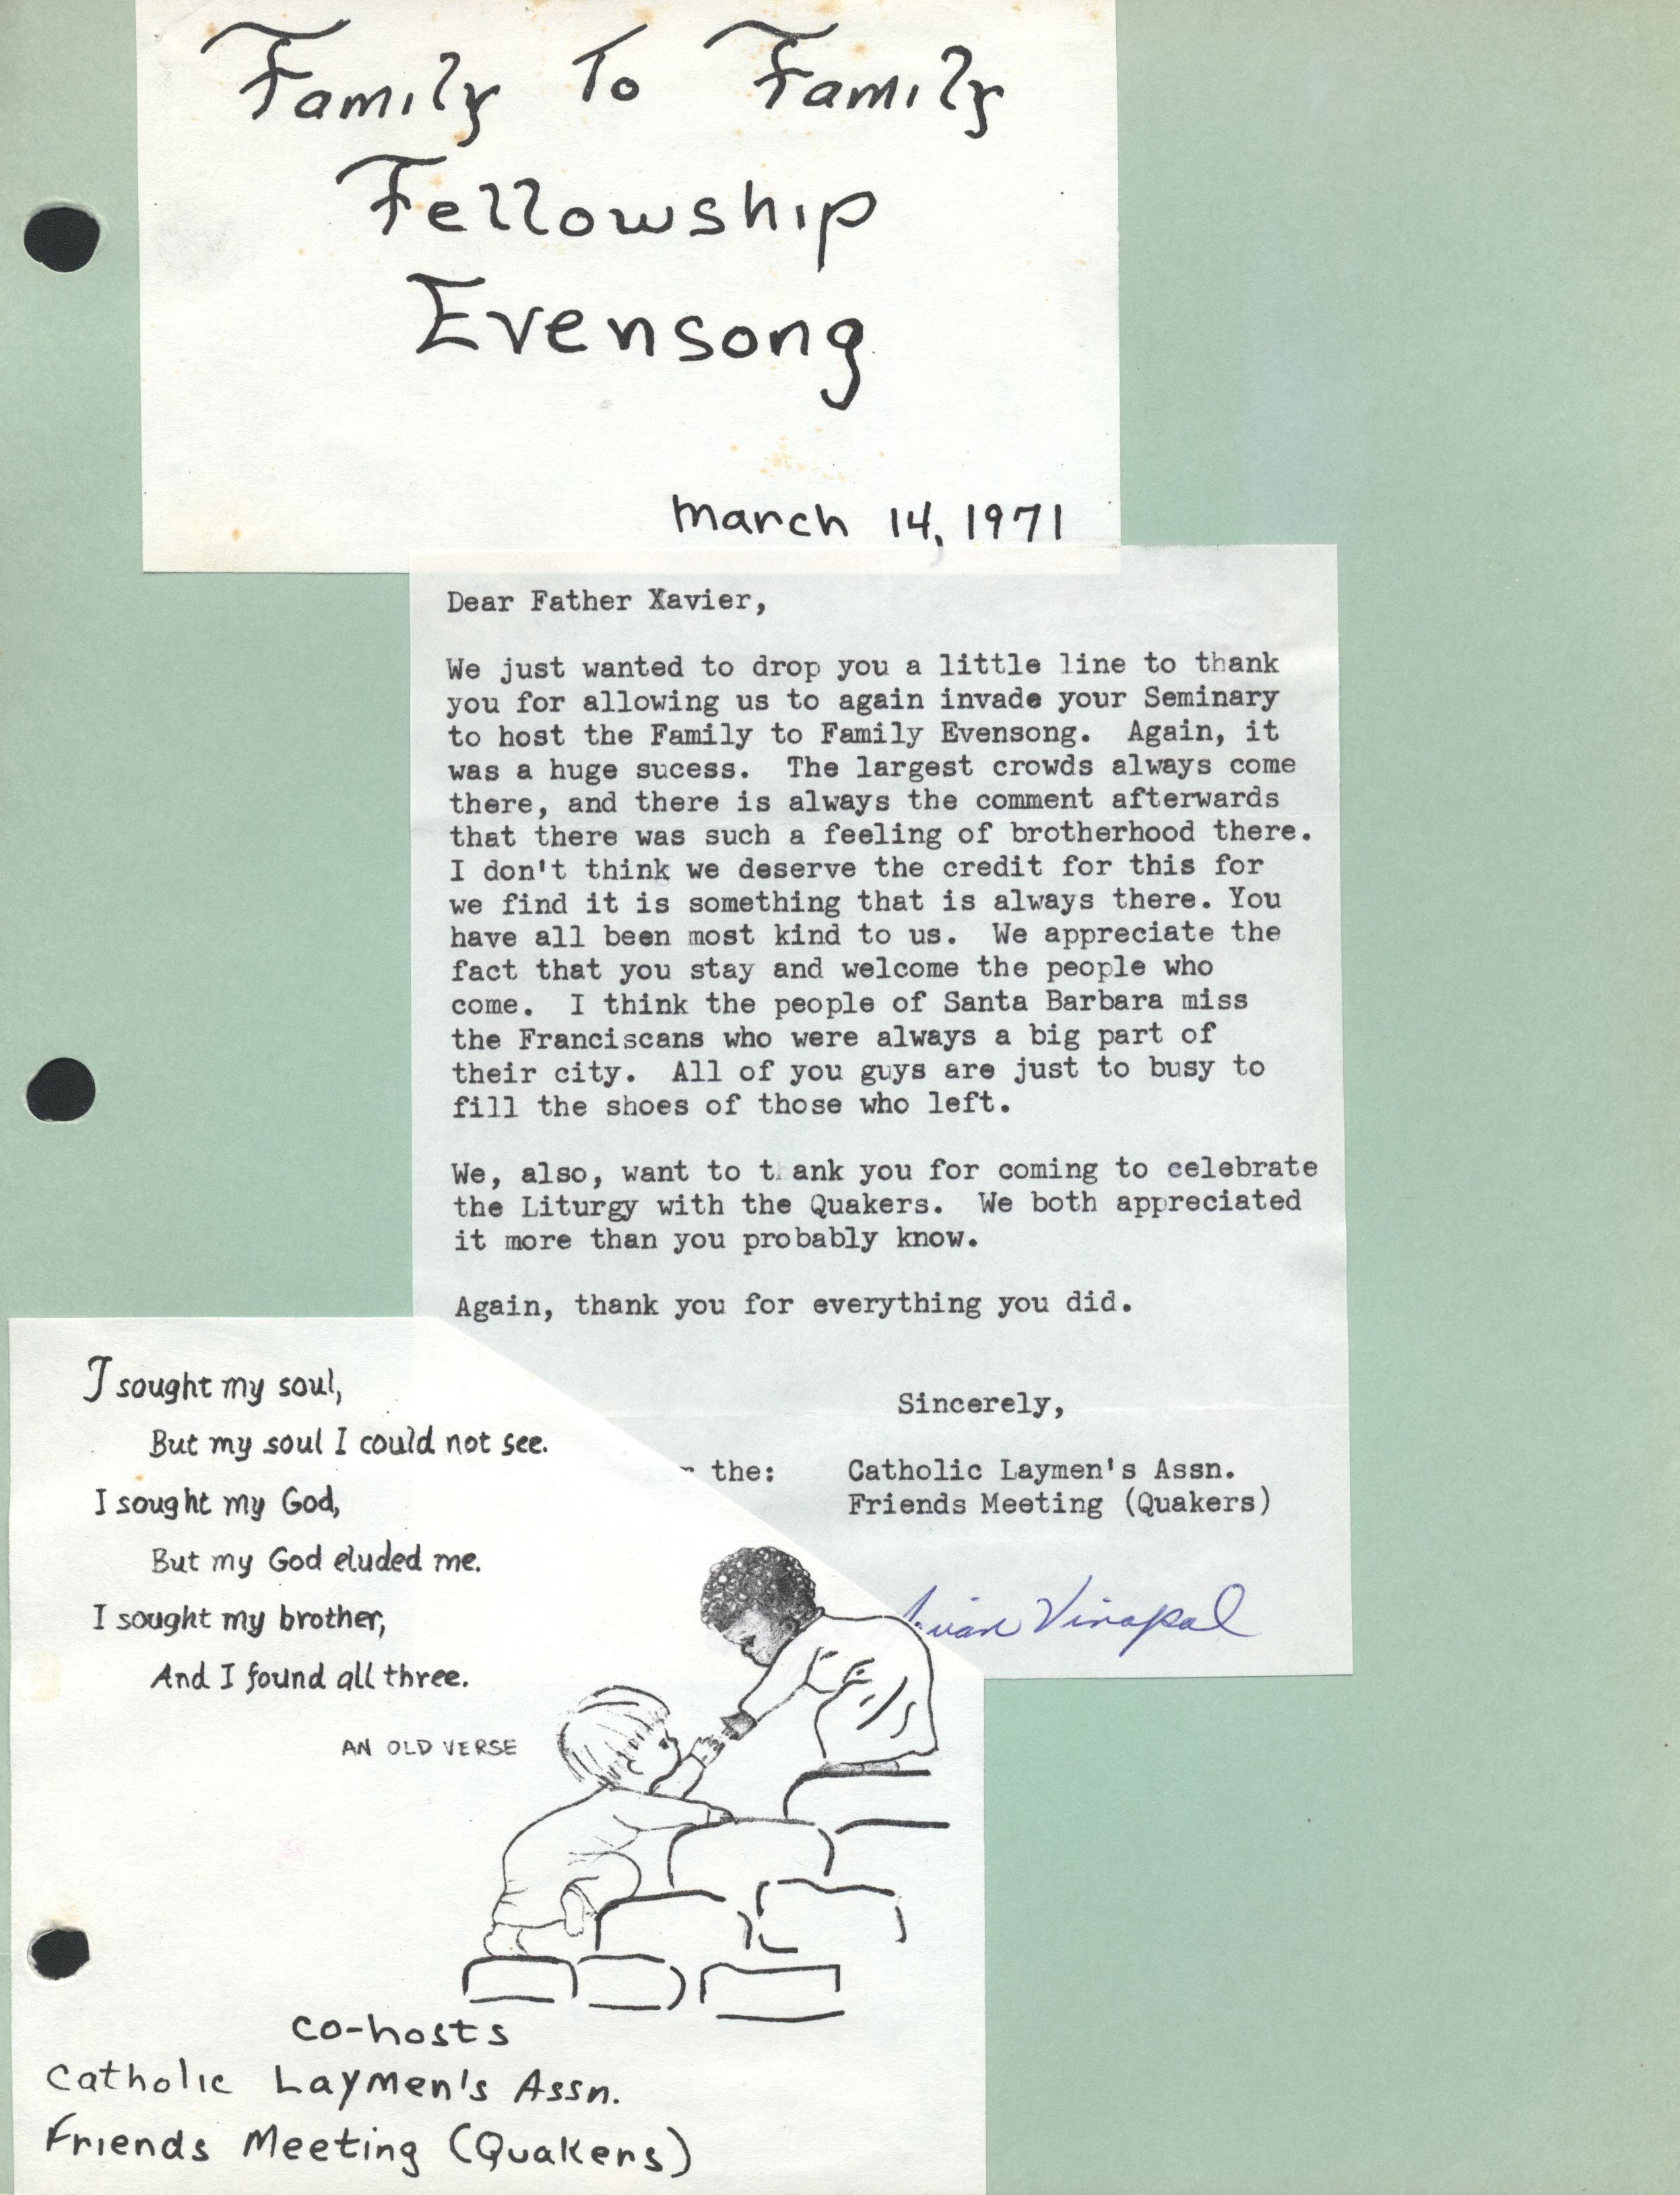 Family To Family
Fellowship
Evensong
March 14, 1971
Dear Father Xavier,
We just wanted to drop you a little line to thank
you for allowing us to again invade your Seminary
to host the Family to Family Evensong. Again, it
was a huge sucess. The largest crowds always come
there, and there is always the comment afterwards
that there was such a feeling of brotherhood there.
I don't think we deserve the credit for this for
we find it is something that is always there. You
have all been most kind to us. We appreciate the
fact that you stay and welcome the people who
come. I think the people of Santa Barbara miss
the Franciscans who were always a big part of
their city. All of you guys are just to busy to
fill the shoes of those who left.
We, also, want to thank you for coming to celebrate
the Liturgy with the Quakers. We both appreciated
it more than you probably know.
Again, thank you for everything you did.
Sincerely,
the: Catholic Laymen's Assn.
Friends Meeting (Quakers)
I sought my soul,
But my soul I could not see.
I sought my God,
But my God eluded me.
I sought my brother,
And I found all three.
AN OLD VERSE
co-hosts
Catholic Laymen's Assn.
Friends Meeting (Quakers)